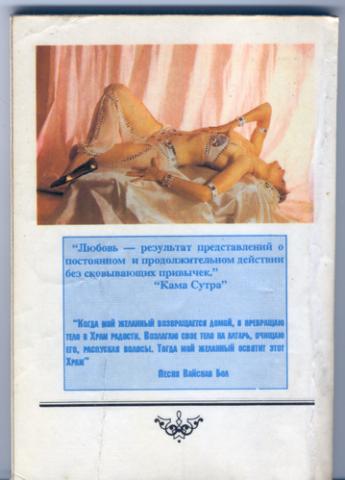 “Любовь — результат представлений о
постоянном и продолжительном действии
без сковывающих привычек.”
“Кама Сутра”
“Когда мой желанный возвращается домой, я превращаю
тело в Храм радости. Возлагаю свое тело на алтарь, очищаю
его, распуская волосы. Тогда мой желанный освятит этот
Храм”
Песня Вайснав Бол